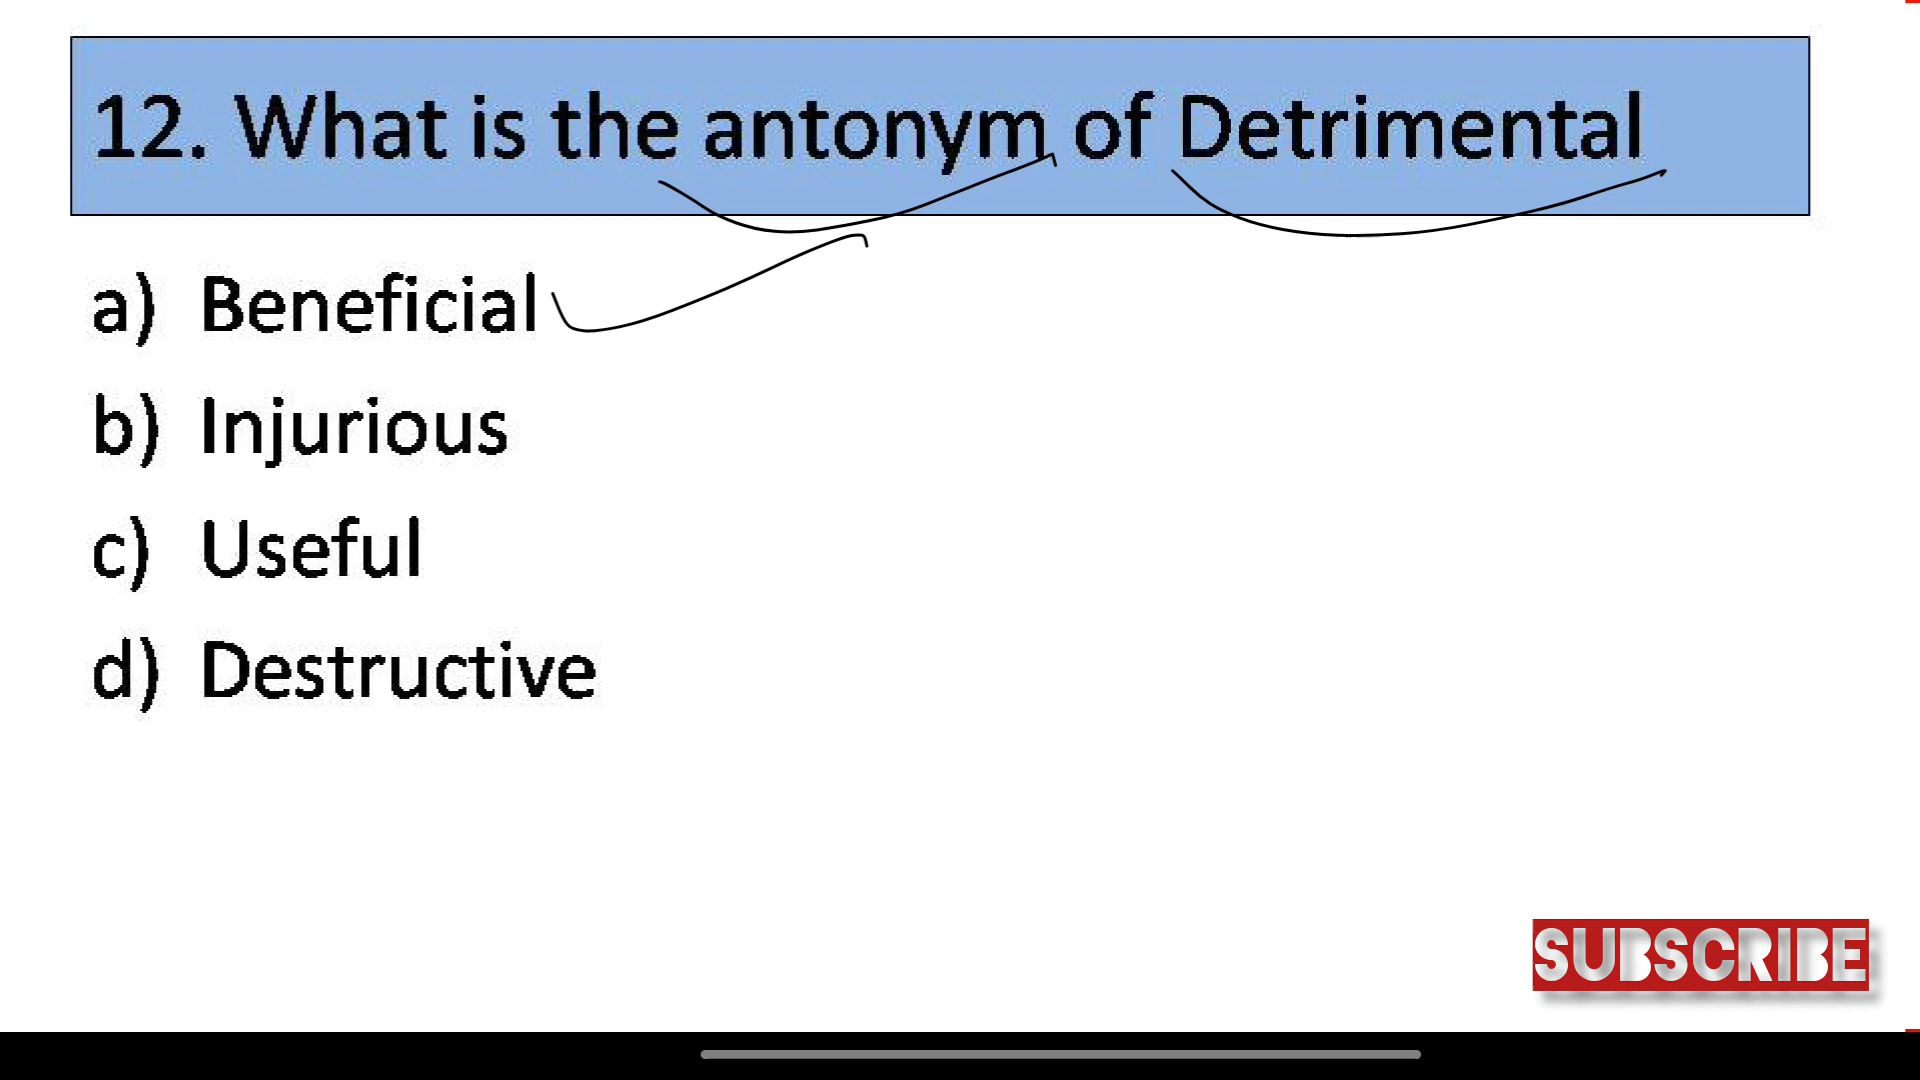 12. What is the antonym of Detrimental
a) Beneficial
b) Injurious
c) Useful
d) Destructive
SUBSCRIBE